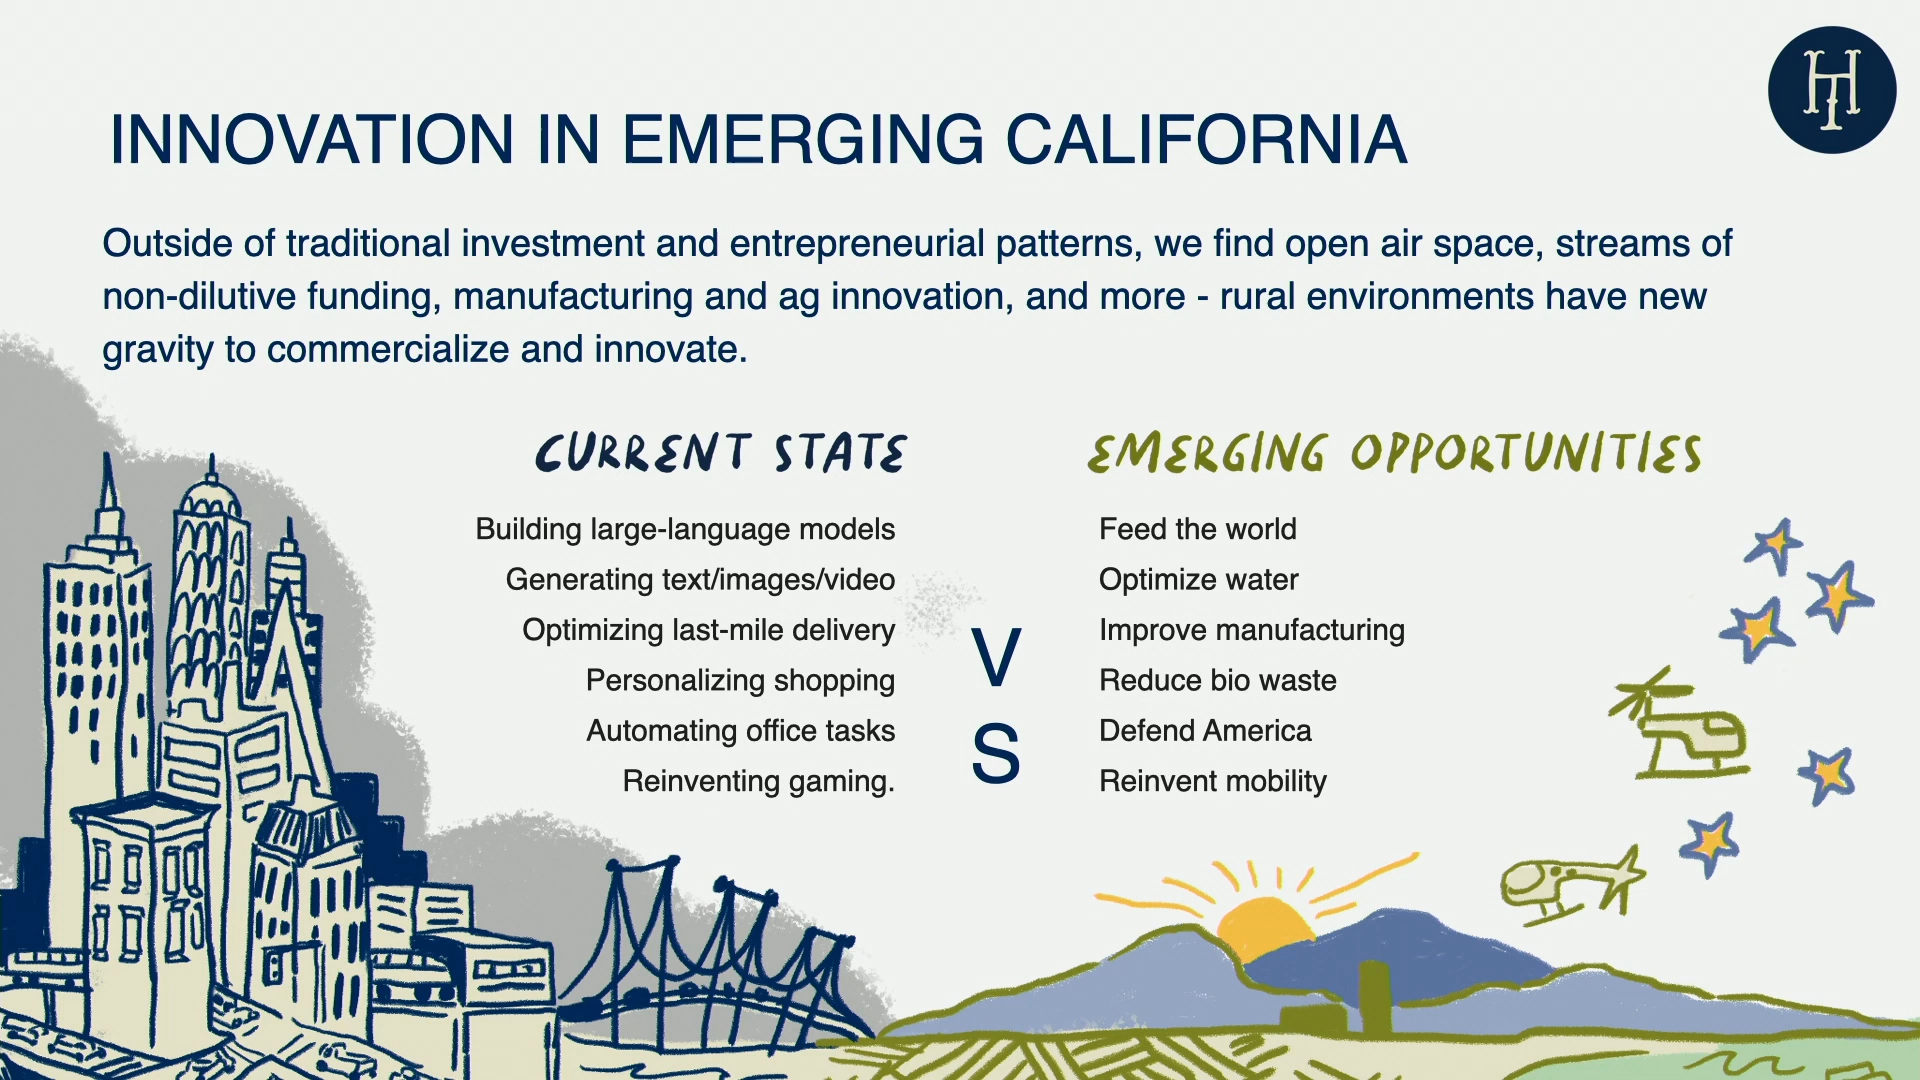 HT
INNOVATION IN EMERGING CALIFORNIA
Outside of traditional investment and entrepreneurial patterns, we find open air space, streams of
non-dilutive funding, manufacturing and ag innovation, and more - rural environments have new
gravity to commercialize and innovate.
CURRENT STATE
Building large-language models
Generating text/images/video
Optimizing last-mile delivery
Personalizing shopping
Automating office tasks
Reinventing gaming.
V
S
EMERGING OPPORTUNITIES
Feed the world
Optimize water
Improve manufacturing
Reduce bio waste
Defend America
Reinvent mobility